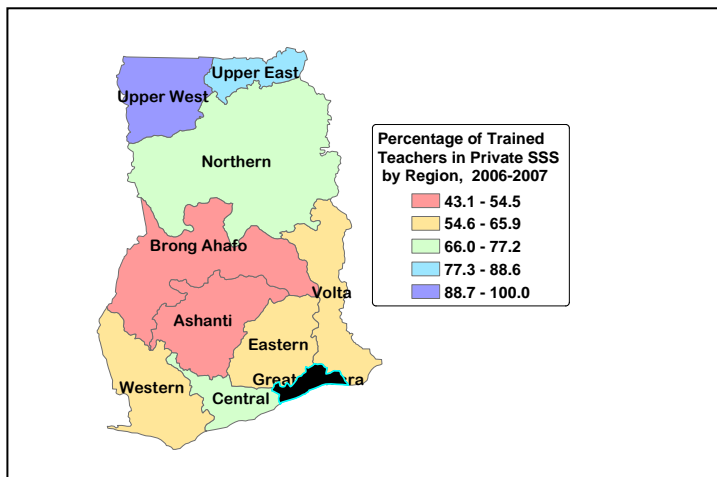 Upper East
Upper West
Northern
Percentage of Trained
Teachers in Private SSS
by Region, 2006-2007
43.1 - 54.5
54.6 - 65.9
66.0 - 77.2
77.3 - 88.6
88.7 - 100.0
Brong Ahafo
Volta
Ashanti
Eastern
Western
Central